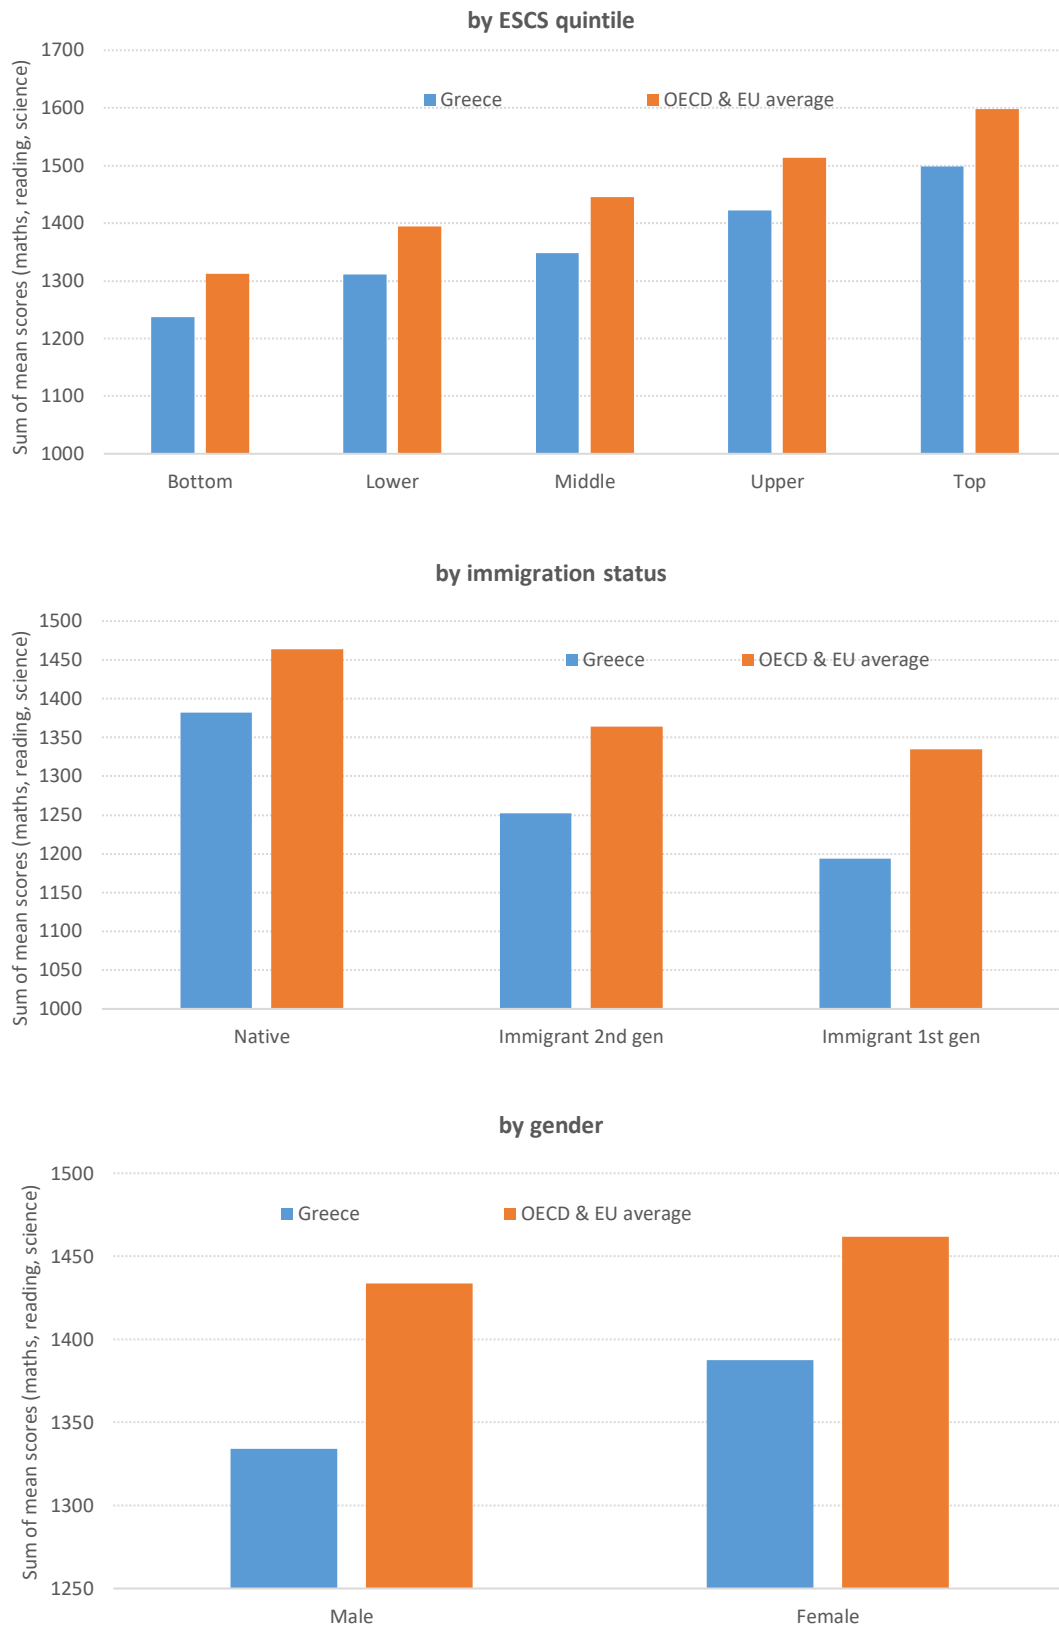 by ESCS quintile
Sum of mean scores (maths, reading, science)
1700
1600
1500
1400
1300
1200
1100
1000
Greece
OECD & EU average
Bottom
Lower
Middle
Upper
Top
by immigration status
Sum of mean scores (maths, reading, science)
1500
1450
1400
1350
1300
1250
1200
1150
1100
1050
1000
Greece
OECD & EU average
Native
Immigrant 2nd gen
Immigrant 1st gen
by gender
Sum of mean scores (maths, reading, science)
1500
1450
1400
1350
1300
1250
Greece
OECD & EU average
Male
Female